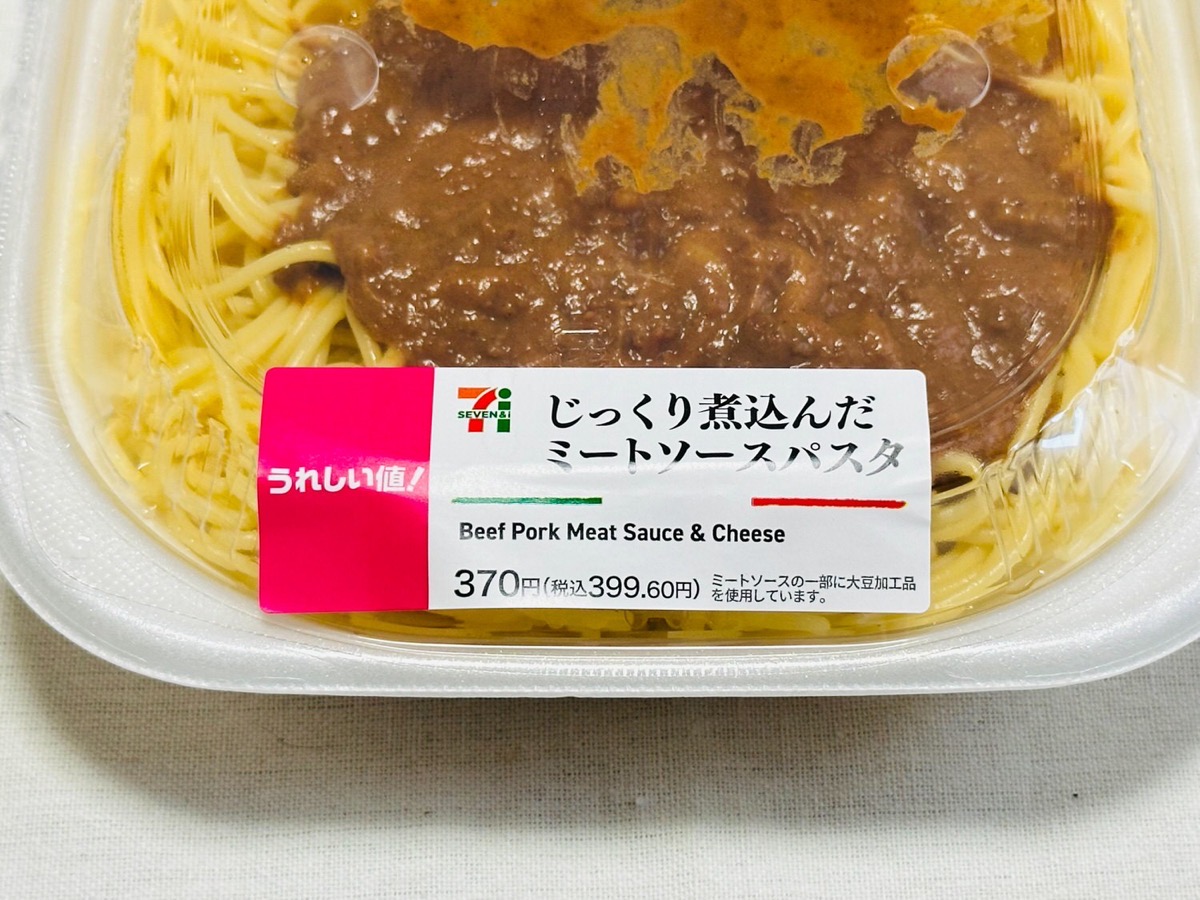 うれしい値!
SEVEN&i
じっくり煮込んだ
ミートソースパスタ
Beef Pork Meat Sauce & Cheese
370円(税込399.60円)
ミートソースの一部に大豆加工品
を使用しています。